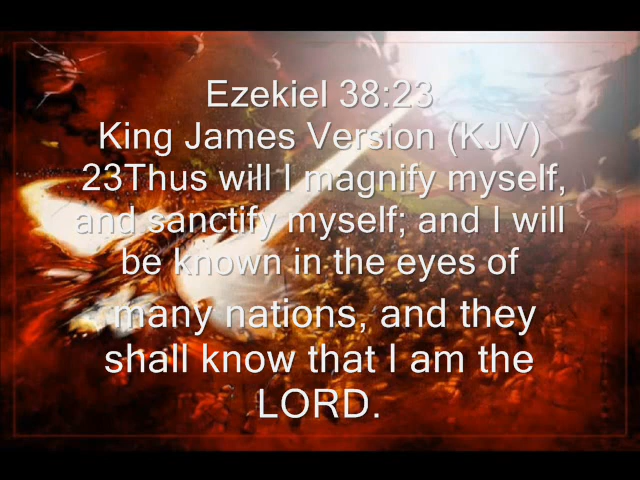 Ezekiel 38:23
King James Version (KJV)
23Thus will I magnify myself,
and sanctify myself; and I will
be known in the eyes of
many nations, and they
shall know that I am the
LORD.